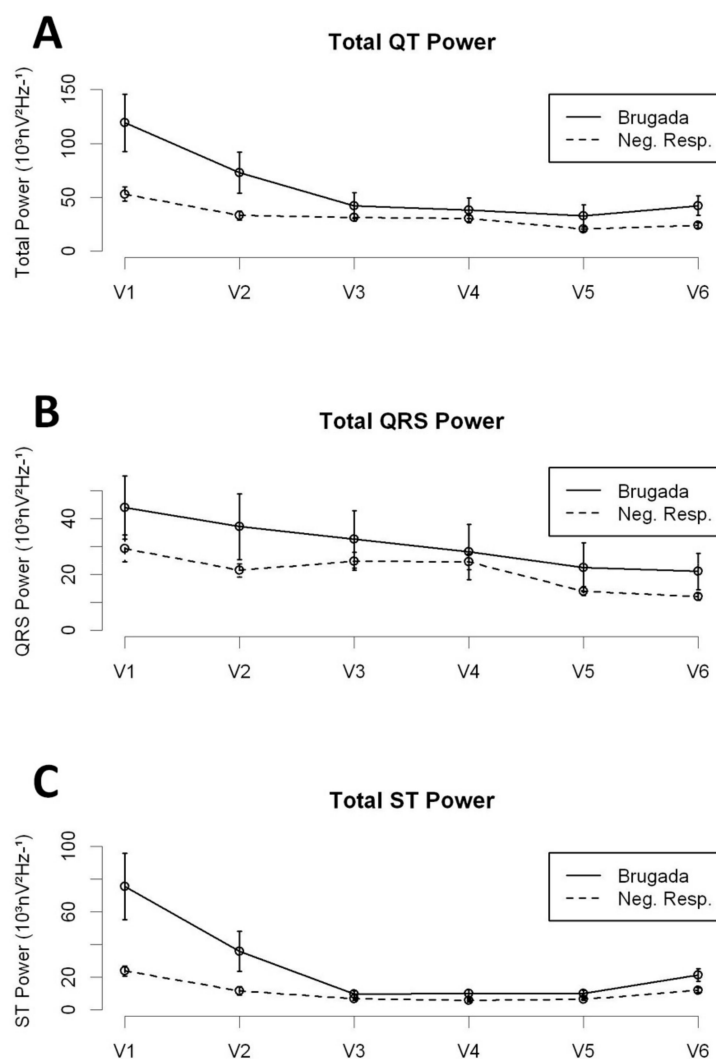 A
Total QT Power
Total Power (10³nV²Hz-¹)
150
100
50
0
Brugada
Neg. Resp.
V1 V2 V3 V4 V5 V6
B
Total QRS Power
QRS Power (10³nV²Hz-¹)
40
20
0
Brugada
Neg. Resp.
V1 V2 V3 V4 V5 V6
C
Total ST Power
ST Power (10³nV²Hz-¹)
100
60
20
0
Brugada
Neg. Resp.
V1 V2 V3 V4 V5 V6